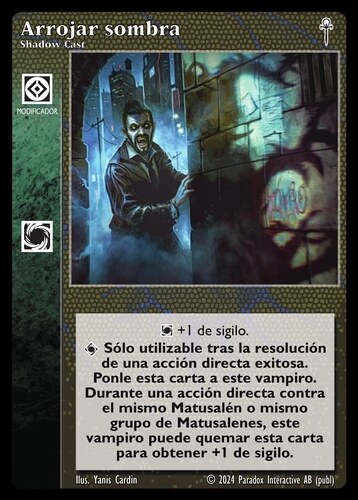 Arrojar sombra
Shadow Cast
MODIFICADOR
+1 de sigilo.
Sólo utilizable tras la resolución
de una acción directa exitosa.
Ponle esta carta a este vampiro.
Durante una acción directa contra
el mismo Matusalén o mismo
grupo de Matusalenes, este
vampiro puede quemar esta carta
para obtener +1 de sigilo.
Ilus. Yanis Cardin
© 2024 Paradox Interactive AB (publ)